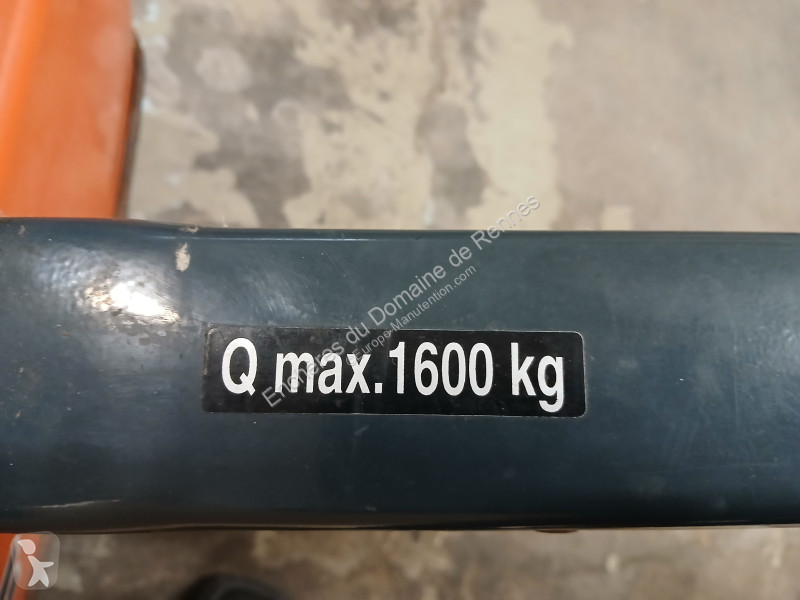 Enchères du Domaine de Rennes
Europe-Manutention.com
Q max.1600 kg